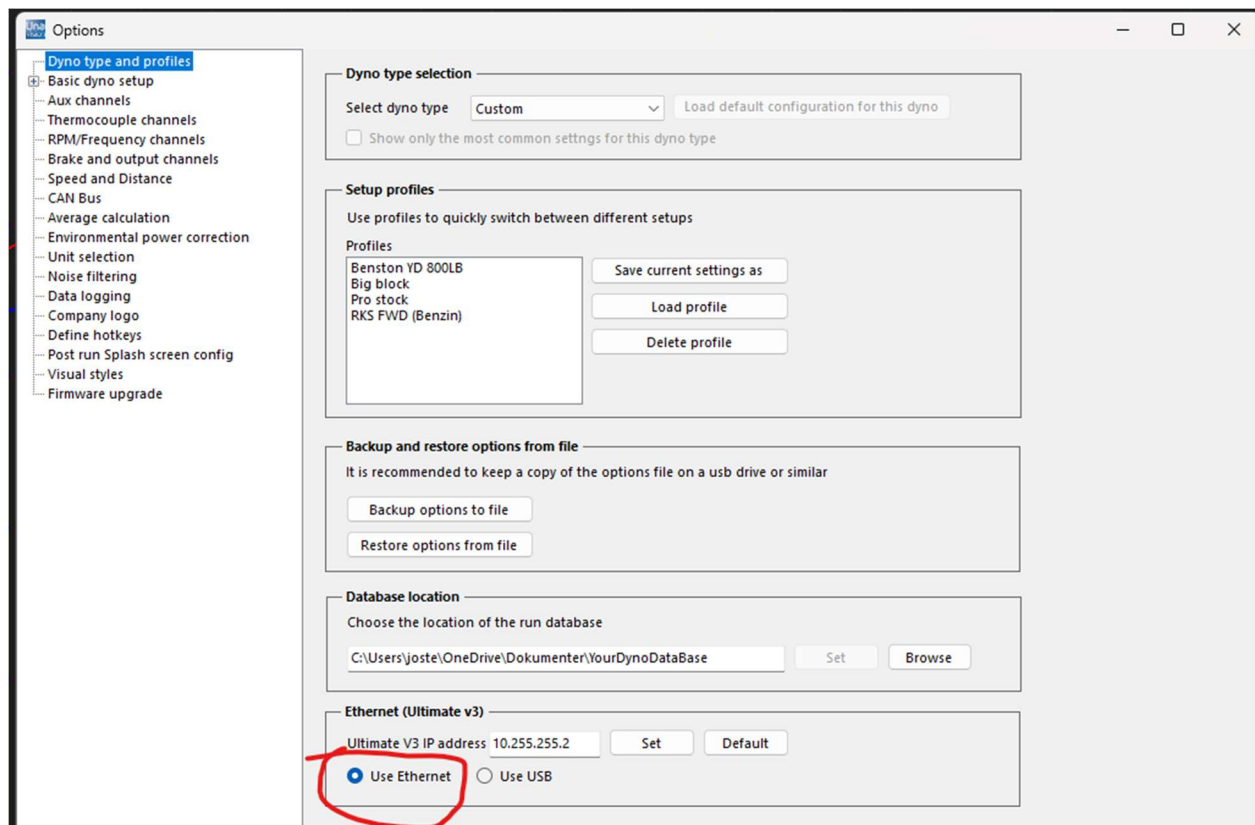 Options
Dyno type and profiles
Basic dyno setup
Aux channels
Thermocouple channels
RPM/Frequency channels
Brake and output channels
Speed and Distance
CAN Bus
Average calculation
Environmental power correction
Unit selection
Noise filtering
Data logging
Company logo
Define hotkeys
Post run Splash screen config
Visual styles
Firmware upgrade
Dyno type selection
Select dyno type Custom Load default configuration for this dyno
Show only the most common settngs for this dyno type
Setup profiles
Use profiles to quickly switch between different setups
Profiles
Benston YD 800LB
Big block
Pro stock
RKS FWD (Benzin)
Save current settings as
Load profile
Delete profile
Backup and restore options from file
It is recommended to keep a copy of the options file on a usb drive or similar
Backup options to file
Restore options from file
Database location
Choose the location of the run database
C:\Users\joste\OneDrive\Dokumenter\YourDynoDataBase Set Browse
Ethernet (Ultimate v3)
Ultimate V3 IP address 10.255.255.2 Set Default
Use Ethernet Use USB